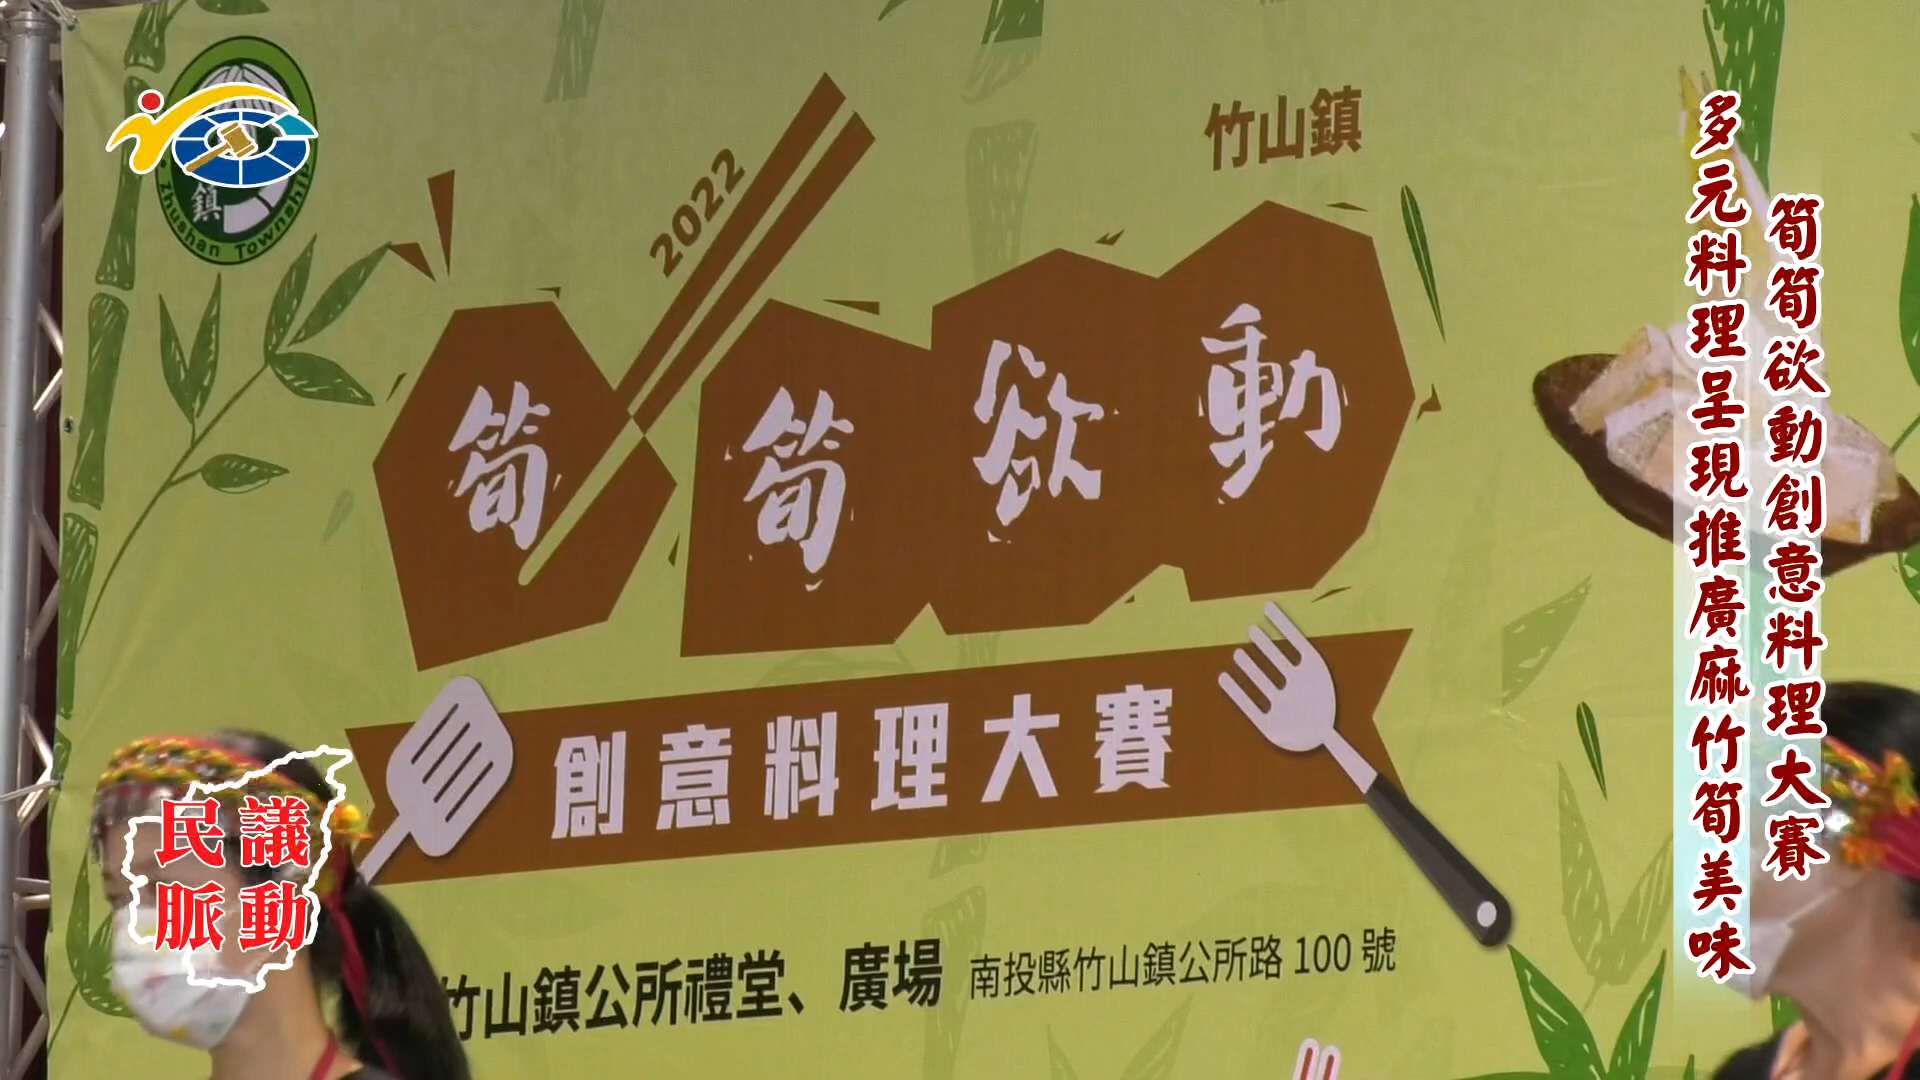 筍筍欲動創意料理大賽
多元料理呈現推廣麻竹筍美味
鎮
Zhushan Township
2022
竹山鎮
筍筍欲動
創意料理大賽
竹山鎮公所禮堂、廣場 南投縣竹山鎮公所路 100 號
民議
脈動